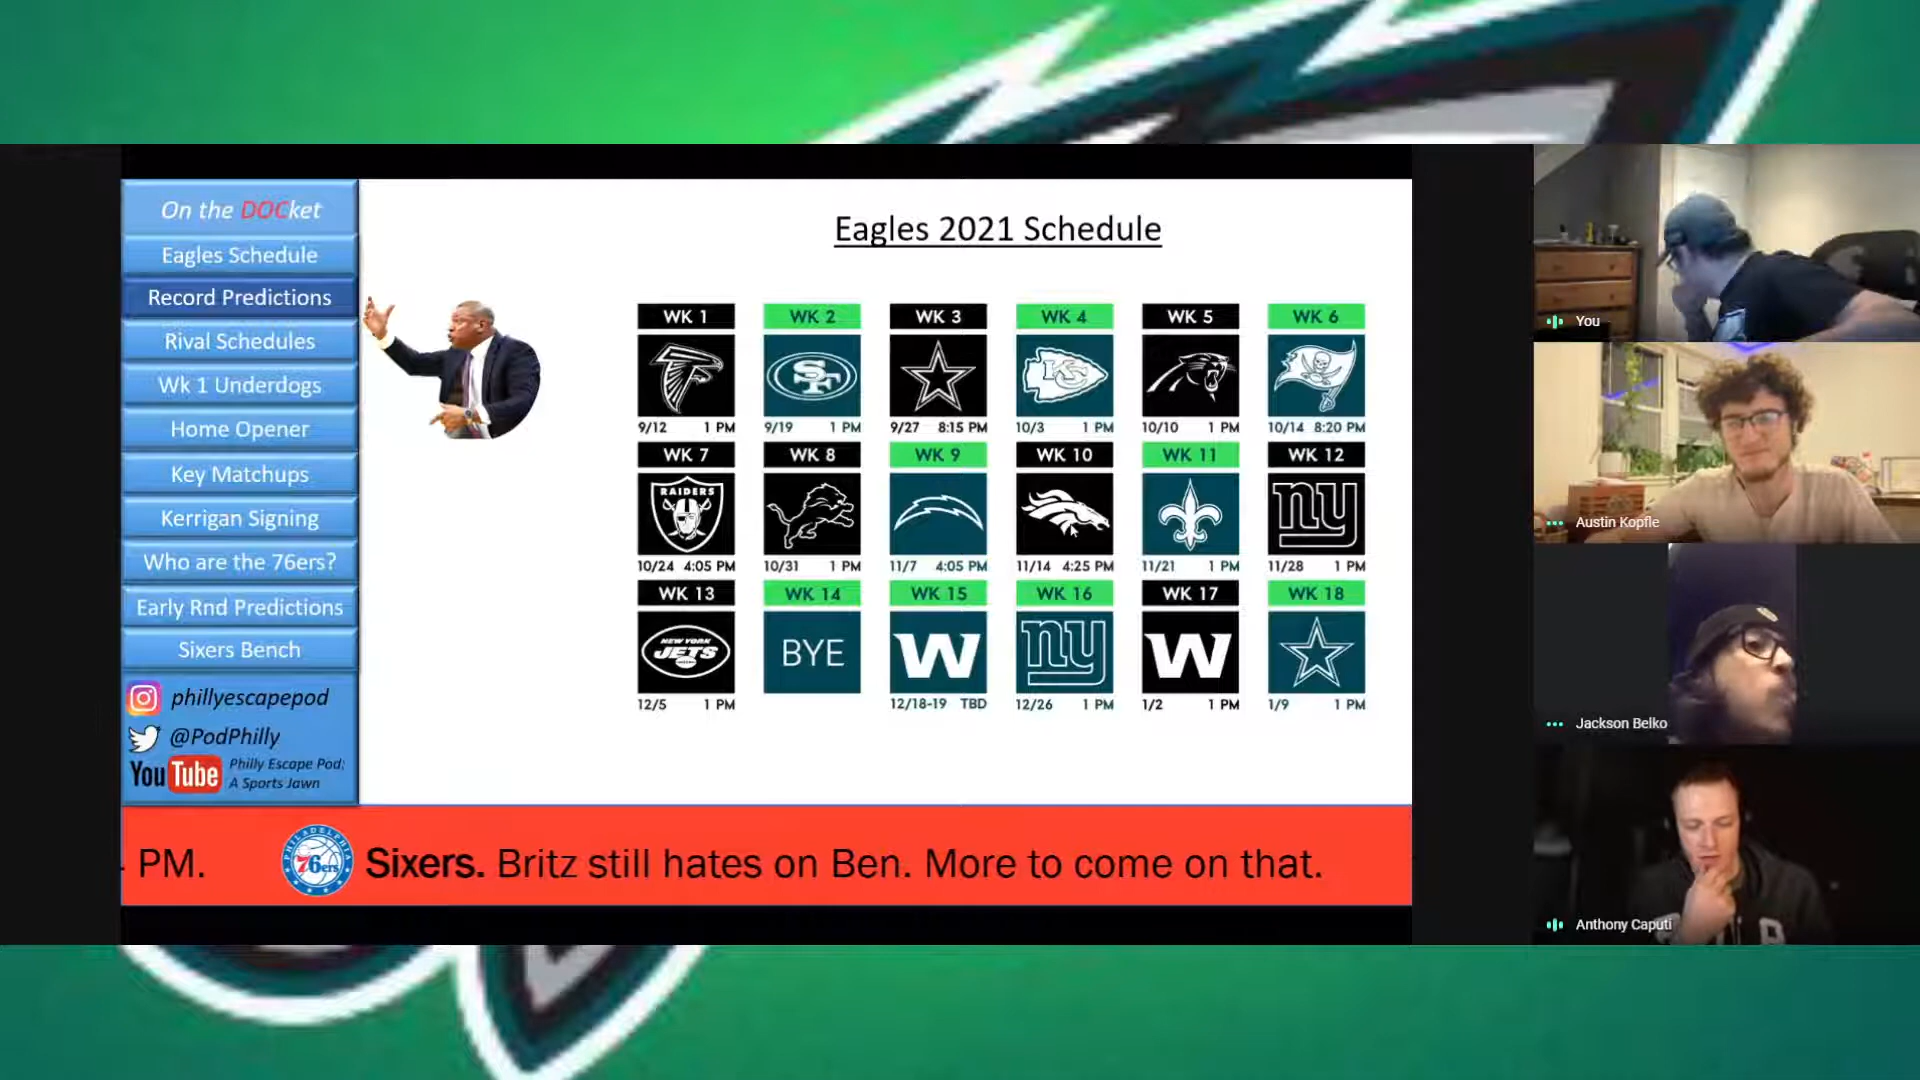 On the DOCket
Eagles Schedule
Record Predictions
Rival Schedules
Wk 1 Underdogs
Home Opener
Key Matchups
Kerrigan Signing
Who are the 76ers?
Early Rnd Predictions
Sixers Bench
phillyescapepod
@PodPhilly
YouTube Philly Escape Pod:
A Sports Jawn
Eagles 2021 Schedule
WK 1 WK 2 WK 3 WK 4 WK 5 WK 6
SF KC
9/12 1 PM 9/19 1 PM 9/27 8:15 PM 10/3 1 PM 10/10 1 PM 10/14 8:20 PM
WK 7 WK 8 WK 9 WK 10 WK 11 WK 12
RAIDERS ny
10/24 4:05 PM 10/31 1 PM 11/7 4:05 PM 11/14 4:25 PM 11/21 1 PM 11/28 1 PM
WK 13 WK 14 WK 15 WK 16 WK 17 WK 18
NEW YORK
JETS BYE W ny W
12/5 1 PM 12/18-19 TBD 12/26 1 PM 1/2 1 PM 1/9 1 PM
PM. PHILADELPHIA 76ers Sixers. Britz still hates on Ben. More to come on that.
You
Austin Kopfle
Jackson Belko
Anthony Caputi